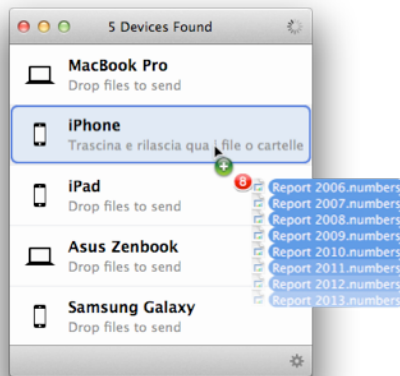 5 Devices Found
MacBook Pro
Drop files to send
iPhone
Trascina e rilascia qua i file o cartelle
iPad
Drop files to send
8
Report 2006.numbers
Report 2007.numbers
Report 2008.numbers
Report 2009.numbers
Report 2010.numbers
Report 2011.numbers
Report 2012.numbers
Report 2013.numbers
Asus Zenbook
Drop files to send
Samsung Galaxy
Drop files to send